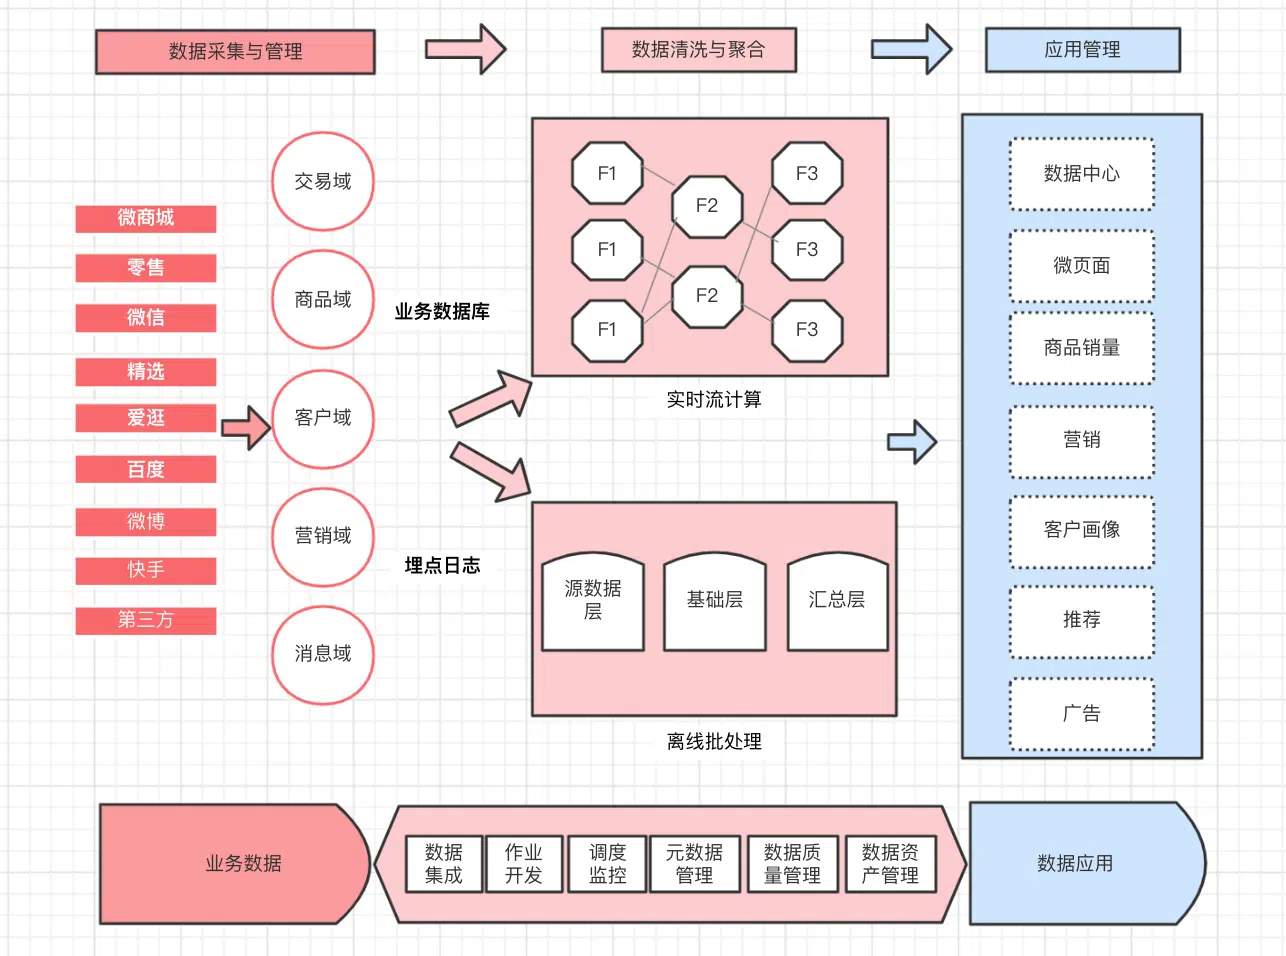 数据采集与管理
数据清洗与聚合
应用管理
微商城
零售
微信
精选
爱逛
百度
微博
快手
第三方
交易域
商品域
客户域
营销域
消息域
业务数据库
埋点日志
F1
F1
F1
F2
F2
F3
F3
F3
实时流计算
源数据
层
基础层
汇总层
离线批处理
数据中心
微页面
商品销量
营销
客户画像
推荐
广告
业务数据
数据
集成
作业
开发
调度
监控
元数据
管理
数据质
量管理
数据资
产管理
数据应用